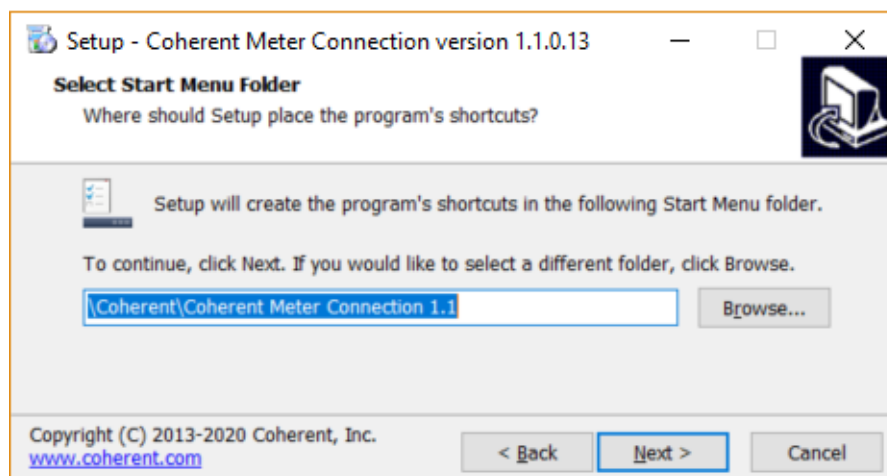 Setup - Coherent Meter Connection version 1.1.0.13
Select Start Menu Folder
Where should Setup place the program's shortcuts?
Setup will create the program's shortcuts in the following Start Menu folder.
To continue, click Next. If you would like to select a different folder, click Browse.
\Coherent\Coherent Meter Connection 1.1
Browse...
Copyright (C) 2013-2020 Coherent, Inc.
www.coherent.com
< Back
Next >
Cancel